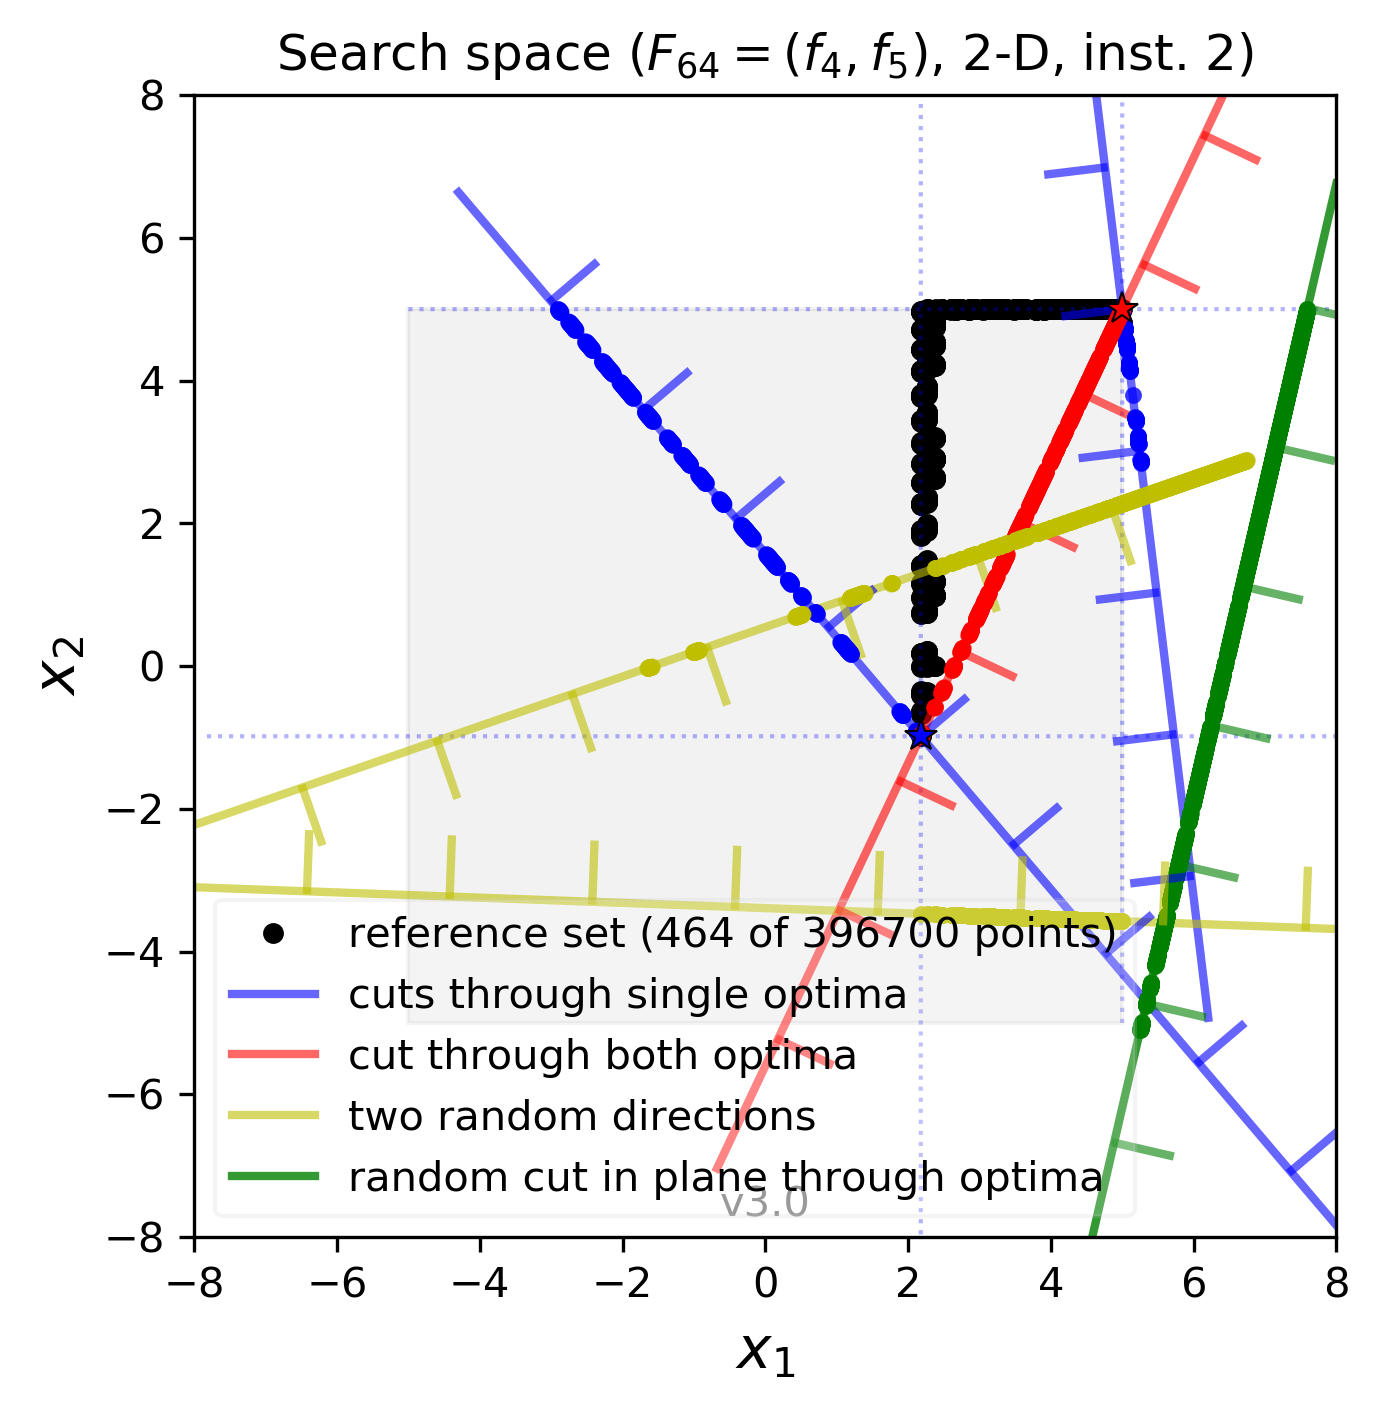 Search space (F₆₄ = (f₄, f₅), 2-D, inst. 2)
8
6
4
2
0
−2
−4
−6
−8
x₂
reference set (464 of 396700 points)
cuts through single optima
cut through both optima
two random directions
random cut in plane through optima
v3.0
−8 −6 −4 −2 0 2 4 6 8
x₁